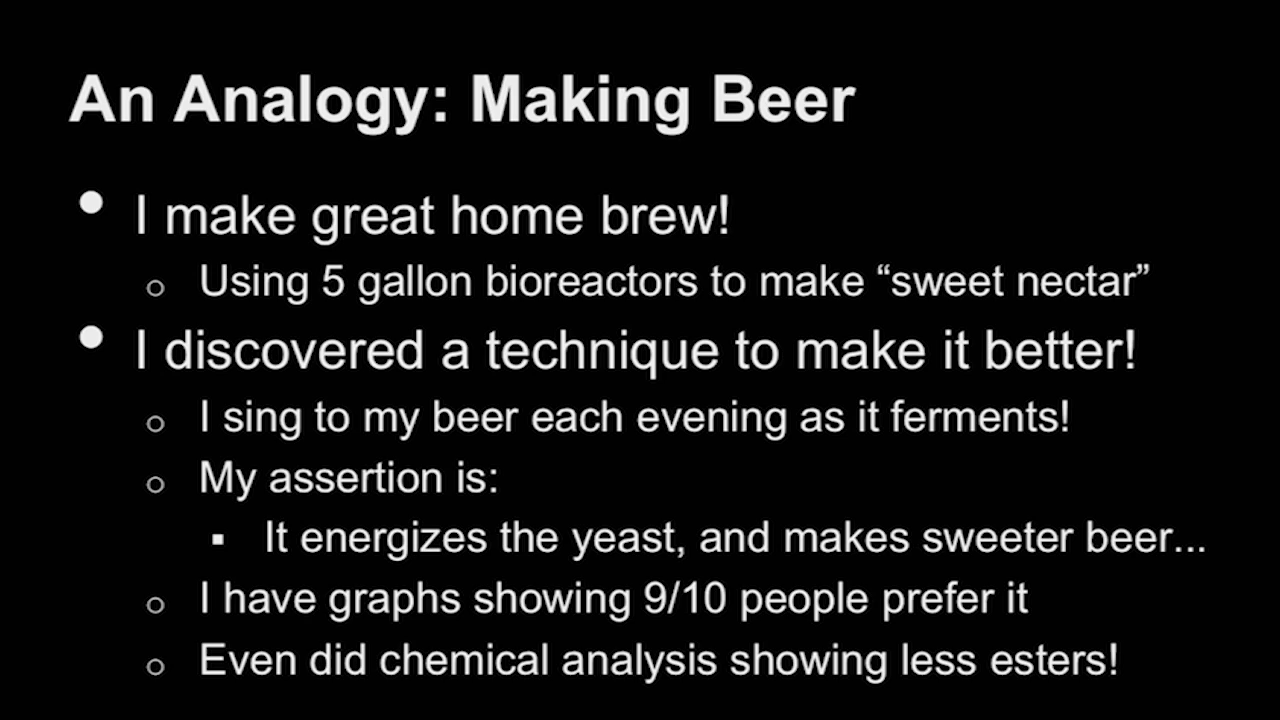 An Analogy: Making Beer
• I make great home brew!
o Using 5 gallon bioreactors to make “sweet nectar”
• I discovered a technique to make it better!
o I sing to my beer each evening as it ferments!
o My assertion is:
▪ It energizes the yeast, and makes sweeter beer...
o I have graphs showing 9/10 people prefer it
o Even did chemical analysis showing less esters!